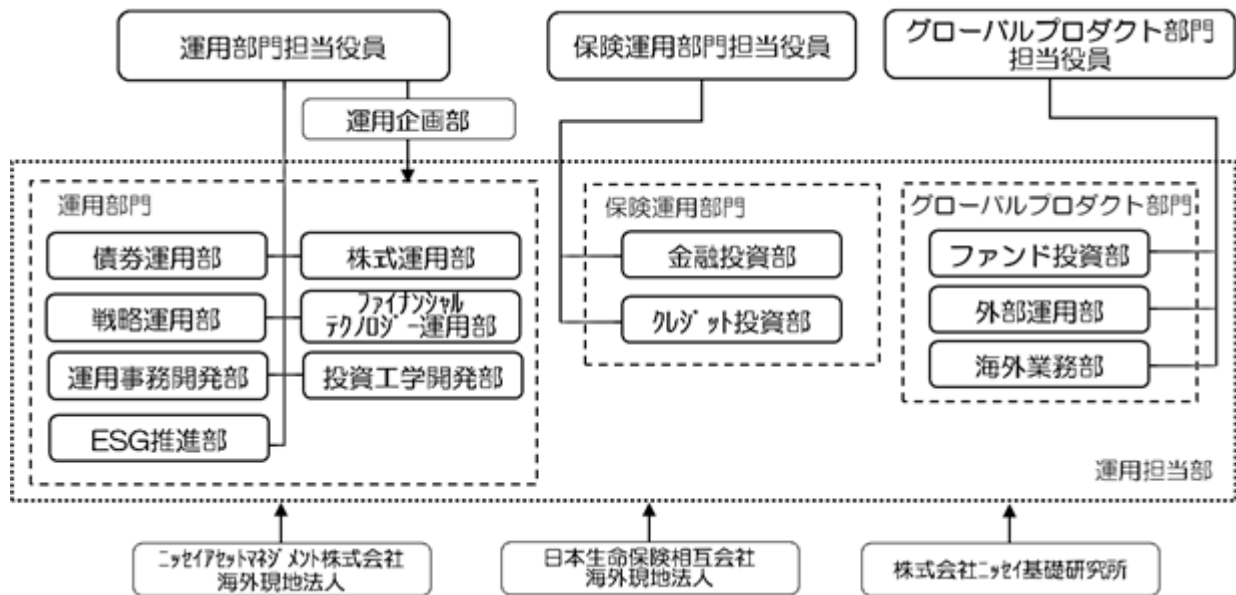 運用部門担当役員
保険運用部門担当役員
グローバルプロダクト部門
担当役員
運用企画部
運用部門
債券運用部
株式運用部
戦略運用部
ファイナンシャル
テクノロジー運用部
運用事務開発部
投資工学開発部
ESG推進部
保険運用部門
金融投資部
クレジット投資部
グローバルプロダクト部門
ファンド投資部
外部運用部
海外業務部
運用担当部
ニッセイアセットマネジメント株式会社
海外現地法人
日本生命保険相互会社
海外現地法人
株式会社ニッセイ基礎研究所